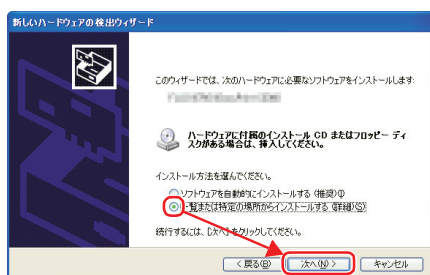 新しいハードウェアの検出ウィザード
このウィザードでは、次のハードウェアに必要なソフトウェアをインストールします:
ハードウェアに付属のインストール CD またはフロッピー ディ
スクがある場合は、挿入してください。
インストール方法を選んでください。
ソフトウェアを自動的にインストールする (推奨)(I)
一覧または特定の場所からインストールする (詳細)(S)
続行するには、[次へ] をクリックしてください。
< 戻る(B)
次へ(N) >
キャンセル